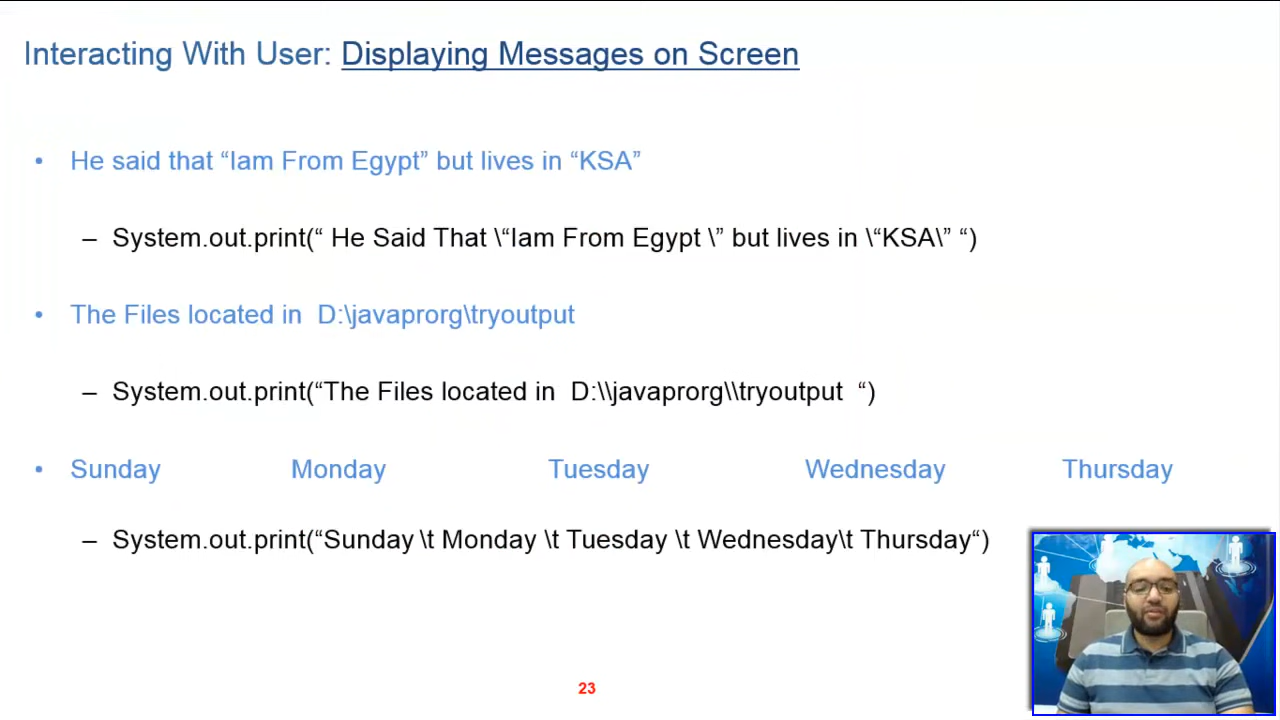 Interacting With User: Displaying Messages on Screen
• He said that “Iam From Egypt” but lives in “KSA”
– System.out.print(“ He Said That \“Iam From Egypt \” but lives in \“KSA\” “)
• The Files located in  D:\javaprorg\tryoutput
– System.out.print(“The Files located in  D:\\javaprorg\\tryoutput  “)
• Sunday Monday Tuesday Wednesday Thursday
– System.out.print(“Sunday \t Monday \t Tuesday \t Wednesday\t Thursday“)
23